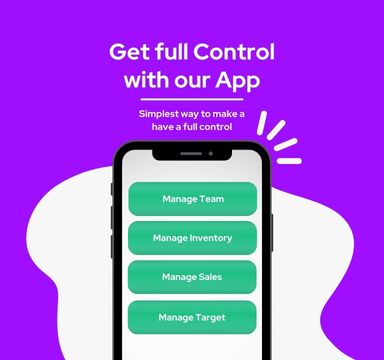 Get full Control
with our App
Simplest way to make a
have a full control
Manage Team
Manage Inventory
Manage Sales
Manage Target